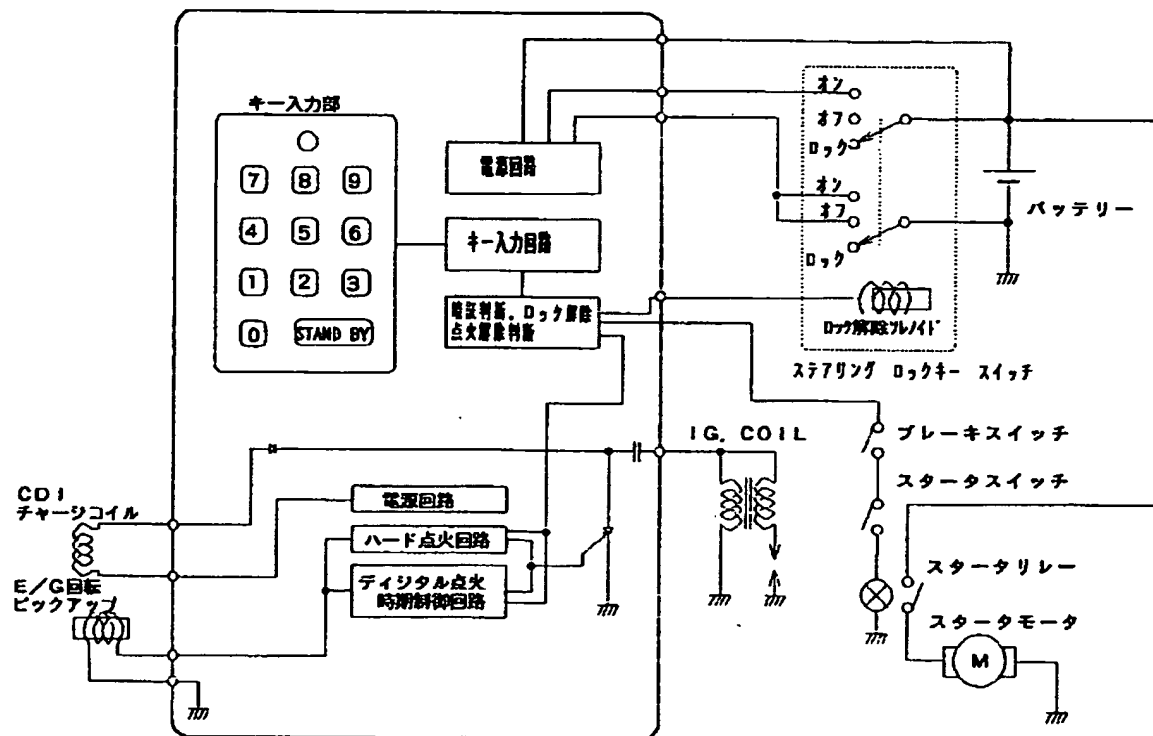 キー入力部
7 8 9
4 5 6
1 2 3
0 STAND BY
電源回路
キー入力回路
暗証判断、ロック解除
点火解除判断
オン
オフ
ロック
オン
オフ
ロック
ロック解除ソレノイド
ステアリング ロックキー スイッチ
バッテリー
IG. COIL
ブレーキスイッチ
スタータスイッチ
スタータリレー
スタータモータ
M
CDI
チャージコイル
E/G回転
ピックアップ
電源回路
ハード点火回路
ディジタル点火
時期制御回路